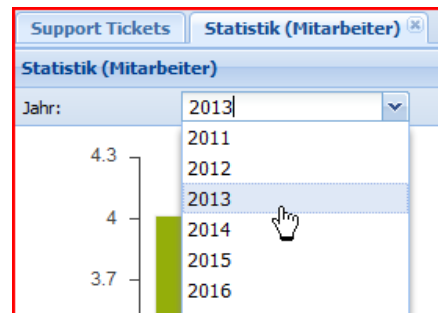 Support Tickets
Statistik (Mitarbeiter)
Statistik (Mitarbeiter)
Jahr: 2013
2011
2012
2013
2014
2015
2016
4.3
4
3.7